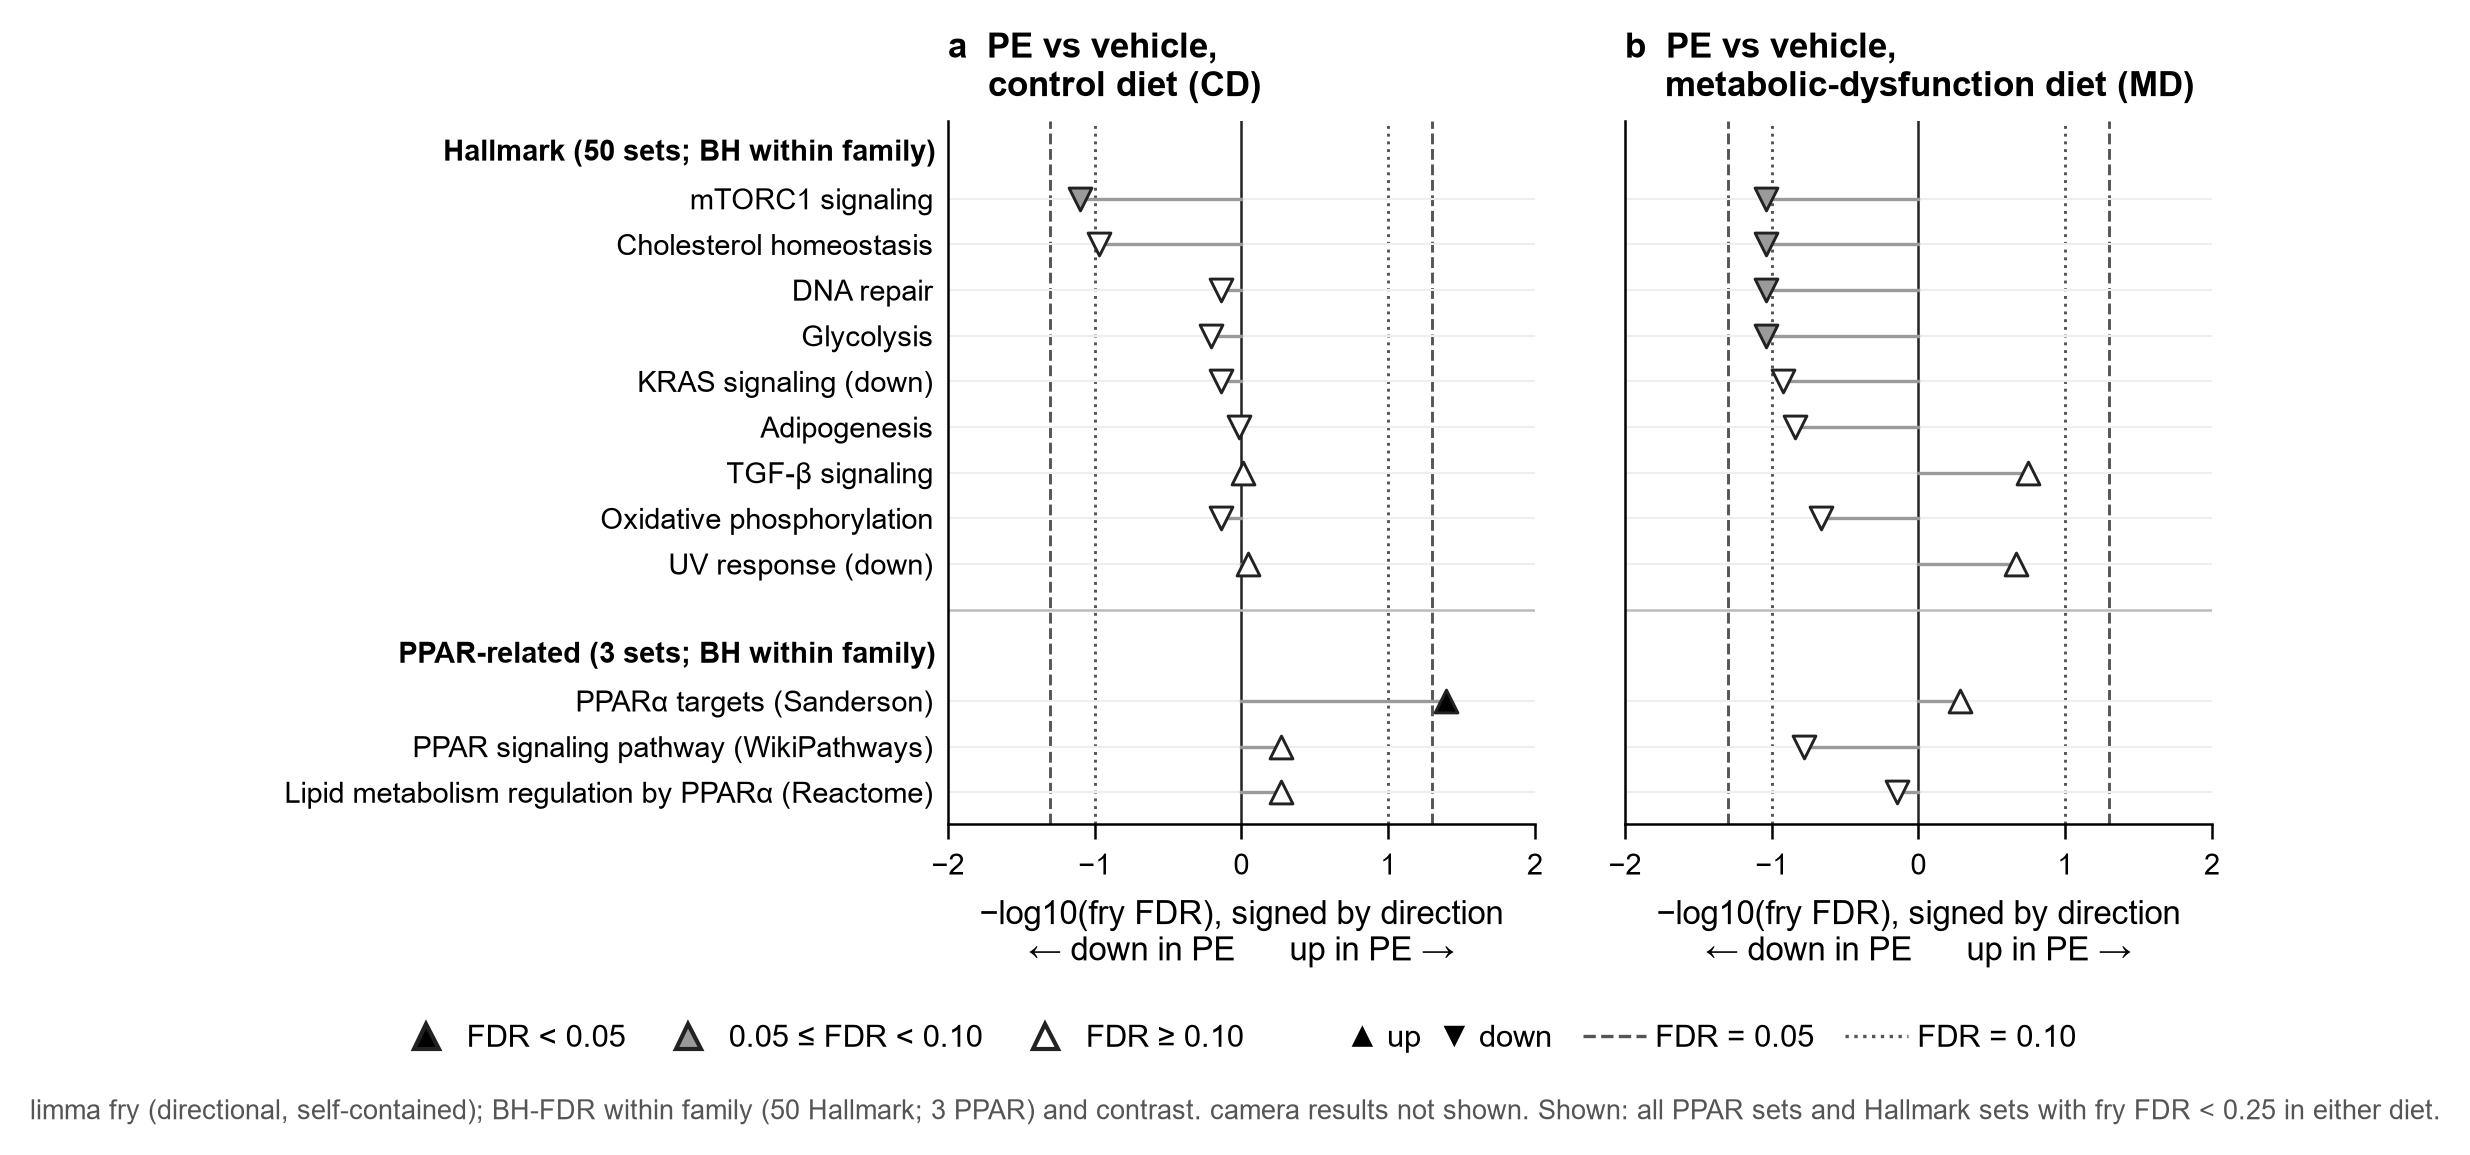 a PE vs vehicle,
control diet (CD)
b PE vs vehicle,
metabolic-dysfunction diet (MD)
Hallmark (50 sets; BH within family)
mTORC1 signaling
Cholesterol homeostasis
DNA repair
Glycolysis
KRAS signaling (down)
Adipogenesis
TGF-β signaling
Oxidative phosphorylation
UV response (down)
PPAR-related (3 sets; BH within family)
PPARα targets (Sanderson)
PPAR signaling pathway (WikiPathways)
Lipid metabolism regulation by PPARα (Reactome)
−2 −1 0 1 2
−log10(fry FDR), signed by direction
← down in PE up in PE →
−2 −1 0 1 2
−log10(fry FDR), signed by direction
← down in PE up in PE →
FDR < 0.05 0.05 ≤ FDR < 0.10 FDR ≥ 0.10 up down FDR = 0.05 FDR = 0.10
limma fry (directional, self-contained); BH-FDR within family (50 Hallmark; 3 PPAR) and contrast. camera results not shown. Shown: all PPAR sets and Hallmark sets with fry FDR < 0.25 in either diet.